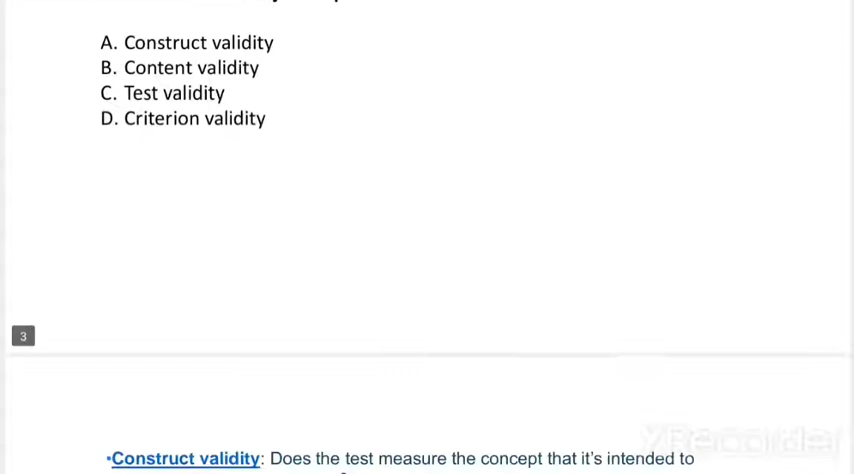 A. Construct validity
B. Content validity
C. Test validity
D. Criterion validity
3
XRecorder
•Construct validity: Does the test measure the concept that it's intended to